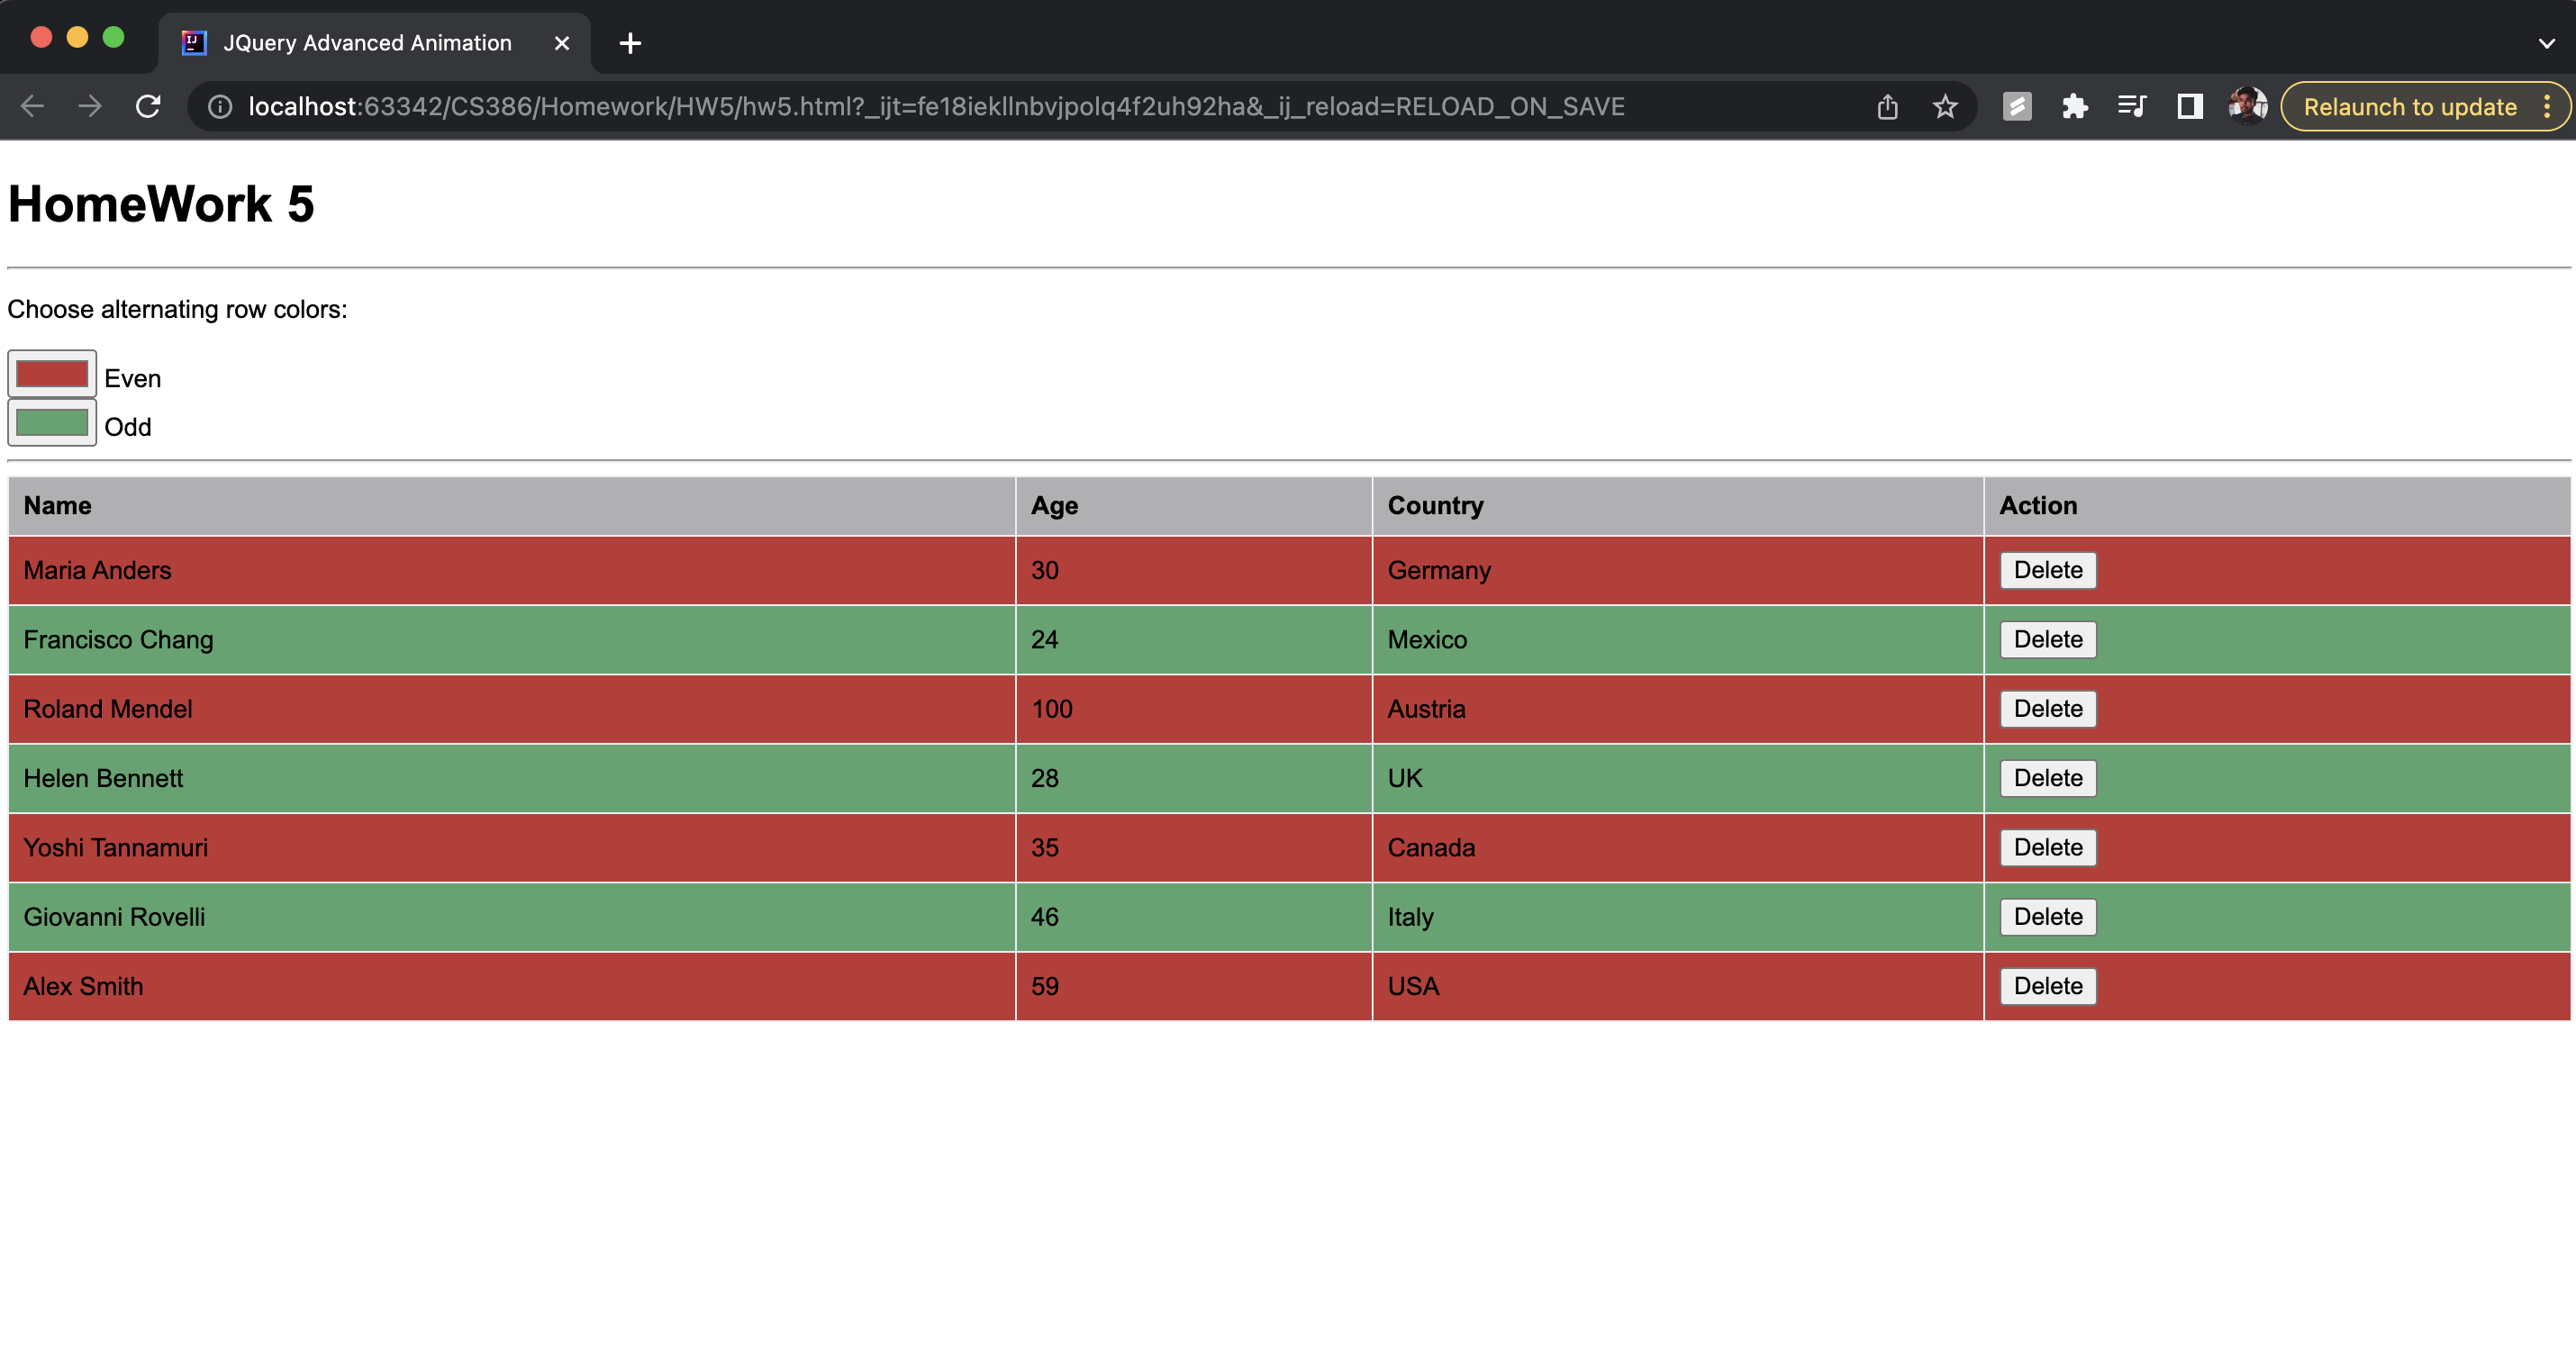 JQuery Advanced Animation
localhost:63342/CS386/Homework/HW5/hw5.html?_ijt=fe18iekllnbvjpolq4f2uh92ha&_ij_reload=RELOAD_ON_SAVE Relaunch to update
HomeWork 5
Choose alternating row colors:
Even
Odd
Name Age Country Action
Maria Anders 30 Germany Delete
Francisco Chang 24 Mexico Delete
Roland Mendel 100 Austria Delete
Helen Bennett 28 UK Delete
Yoshi Tannamuri 35 Canada Delete
Giovanni Rovelli 46 Italy Delete
Alex Smith 59 USA Delete